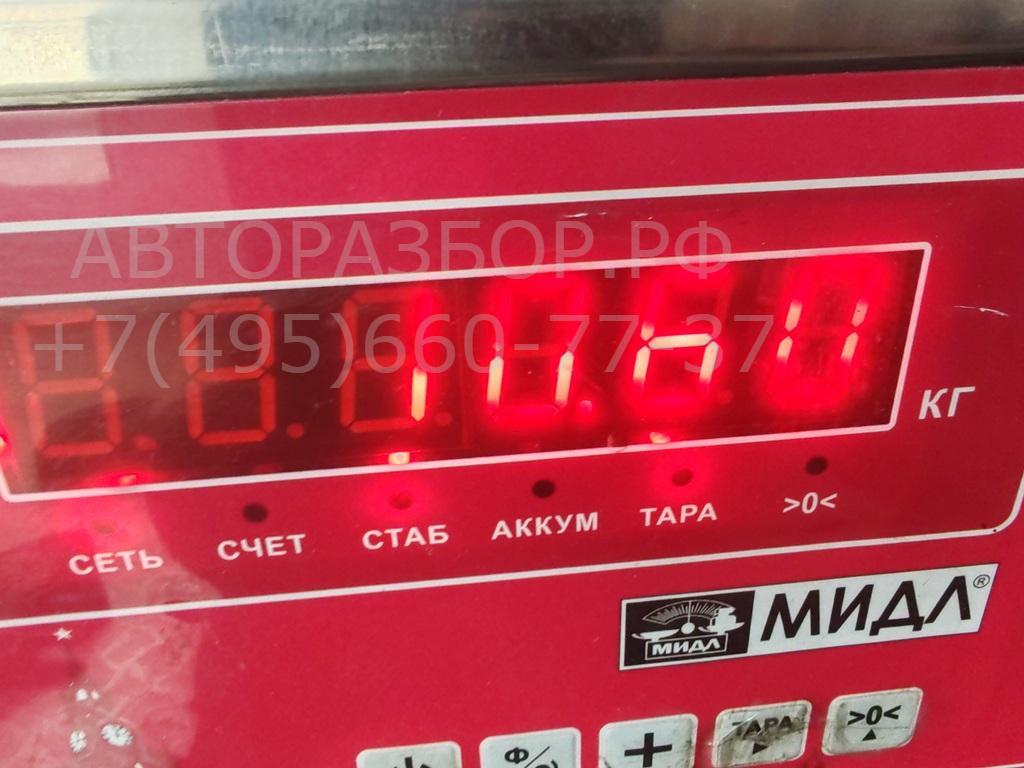 АВТОРАЗБОР.РФ
+7(495)660-77-37
КГ
СЕТЬ СЧЕТ СТАБ АККУМ ТАРА >0<
МИДЛ МИДЛ®
+ ТАРА >0<